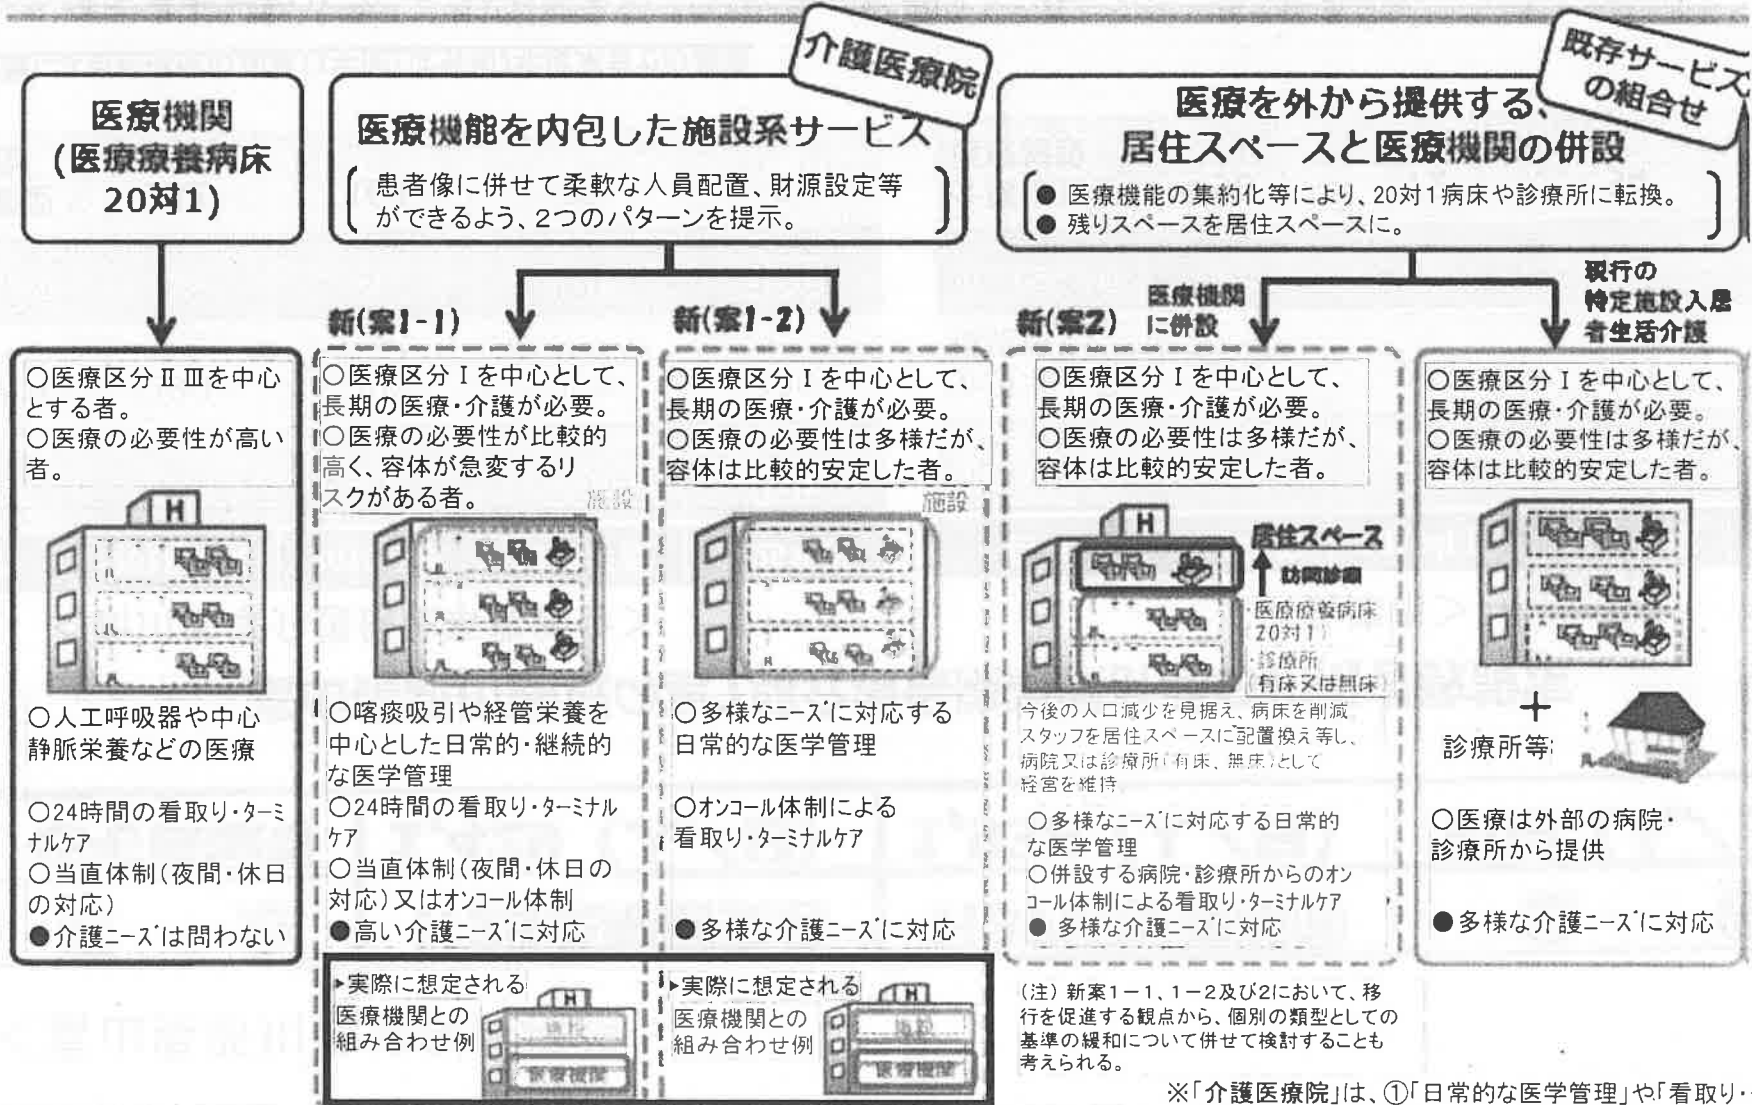 介護医療院
既存サービス
の組合せ
医療機関
(医療療養病床
20対1)
医療機能を内包した施設系サービス
患者像に併せて柔軟な人員配置、財源設定等
ができるよう、2つのパターンを提示。
医療を外から提供する、
居住スペースと医療機関の併設
● 医療機能の集約化等により、20対1病床や診療所に転換。
● 残りスペースを居住スペースに。
新(案1-1)
新(案1-2)
新(案2)
医療機関
に併設
現行の
特定施設入居
者生活介護
○医療区分ⅡⅢを中心
とする者。
○医療の必要性が高い
者。
H
○人工呼吸器や中心
静脈栄養などの医療
○24時間の看取り・ターミ
ナルケア
○当直体制(夜間・休日
の対応)
●介護ニーズは問わない
○医療区分Ⅰを中心として、
長期の医療・介護が必要。
○医療の必要性が比較的
高く、容体が急変するリ
スクがある者。
施設
○喀痰吸引や経管栄養を
中心とした日常的・継続的
な医学管理
○24時間の看取り・ターミナル
ケア
○当直体制(夜間・休日の
対応)又はオンコール体制
●高い介護ニーズに対応
▶実際に想定される
医療機関との
組み合わせ例
H
施設
医療機関
○医療区分Ⅰを中心として、
長期の医療・介護が必要。
○医療の必要性は多様だが、
容体は比較的安定した者。
施設
○多様なニーズに対応する
日常的な医学管理
○オンコール体制による
看取り・ターミナルケア
●多様な介護ニーズに対応
▶実際に想定される
医療機関との
組み合わせ例
H
施設
医療機関
○医療区分Ⅰを中心として、
長期の医療・介護が必要。
○医療の必要性は多様だが、
容体は比較的安定した者。
H
居住スペース
訪問診療
・医療療養病床
20対1)
・診療所
(有床又は無床)
今後の人口減少を見据え、病床を削減
スタッフを居住スペースに配置換え等し、
病院又は診療所(有床、無床)として
経営を維持
○多様なニーズに対応する日常的
な医学管理
○併設する病院・診療所からのオン
コール体制による看取り・ターミナルケア
● 多様な介護ニーズに対応
○医療区分Ⅰを中心として、
長期の医療・介護が必要。
○医療の必要性は多様だが、
容体は比較的安定した者。
+
診療所等
○医療は外部の病院・
診療所から提供
●多様な介護ニーズに対応
(注) 新案1-1、1-2及び2において、移
行を促進する観点から、個別の類型としての
基準の緩和について併せて検討することも
考えられる。
※「介護医療院」は、①「日常的な医学管理」や「看取り・